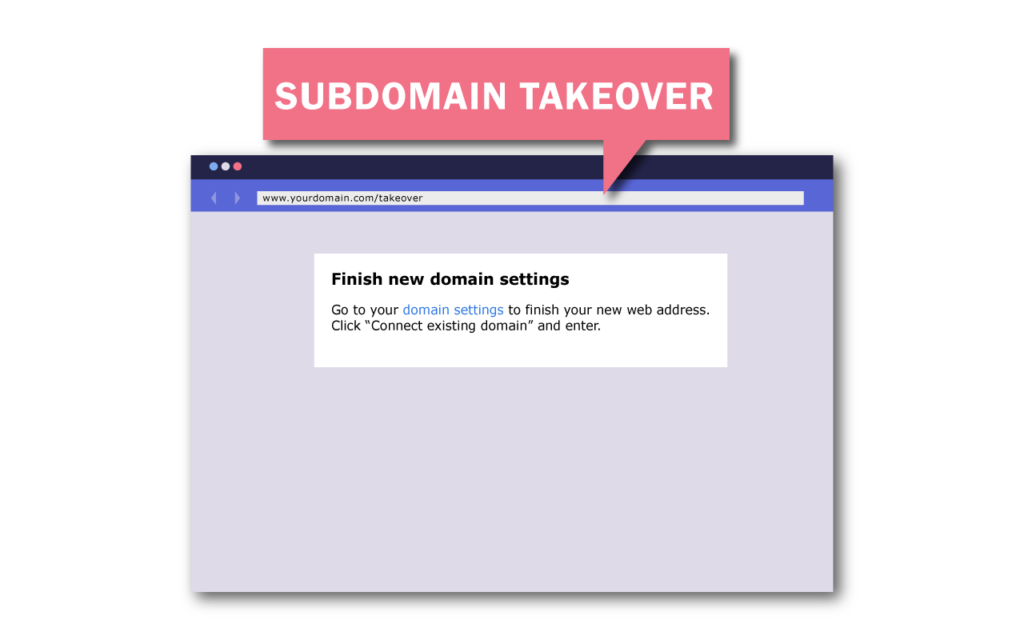 SUBDOMAIN TAKEOVER
www.yourdomain.com/takeover
Finish new domain settings
Go to your domain settings to finish your new web address.
Click “Connect existing domain” and enter.